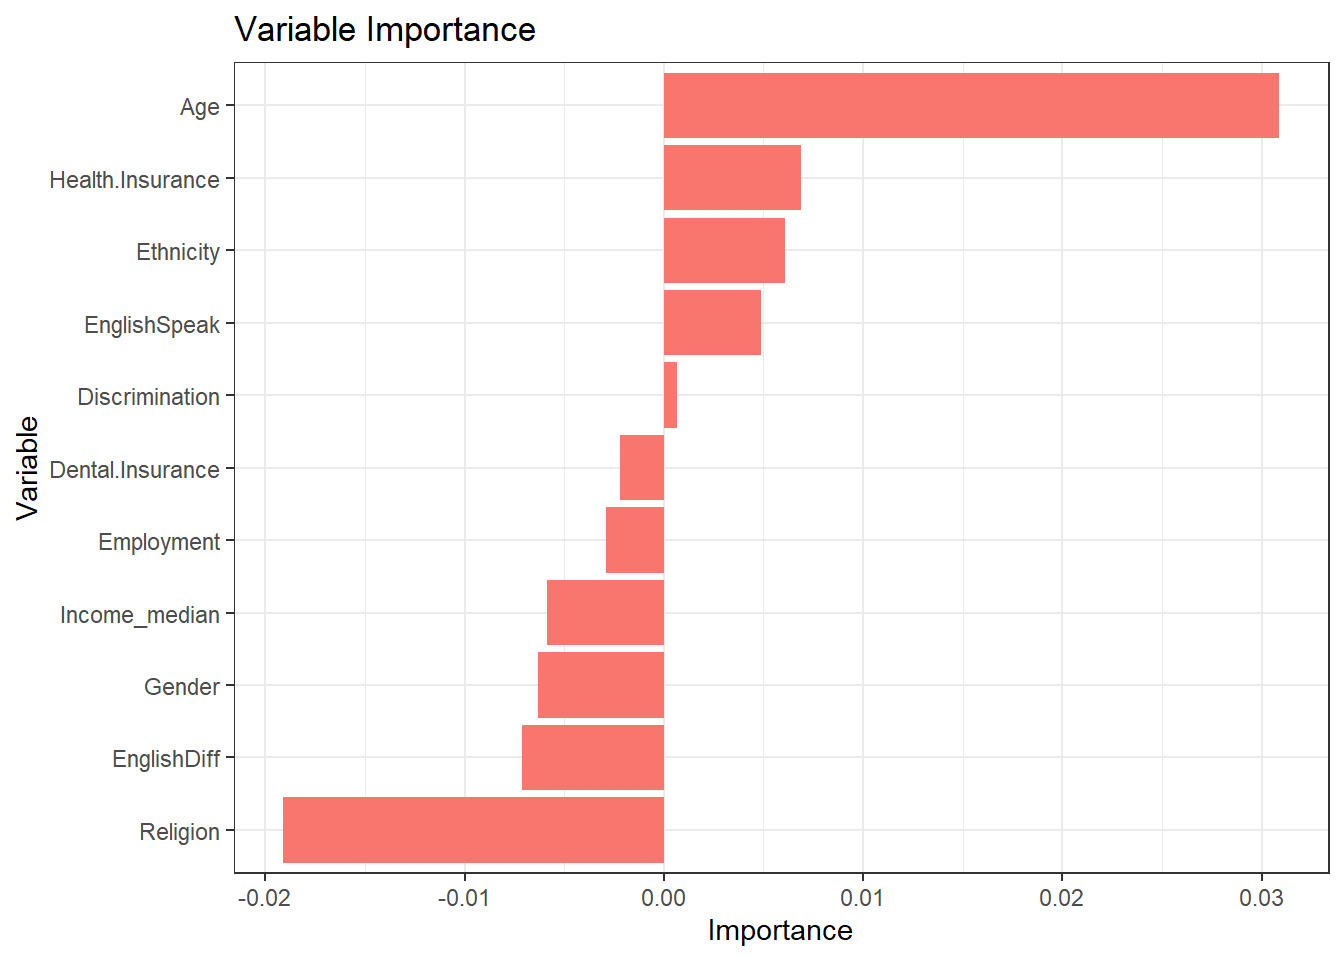 Variable Importance
Age
Health.Insurance
Ethnicity
EnglishSpeak
Discrimination
Dental.Insurance
Employment
Income_median
Gender
EnglishDiff
Religion
Variable
-0.02 -0.01 0.00 0.01 0.02 0.03
Importance